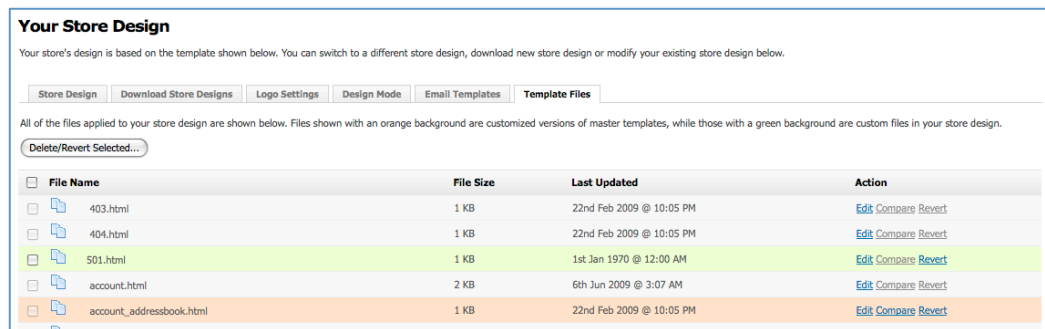 Your Store Design
Your store's design is based on the template shown below. You can switch to a different store design, download new store design or modify your existing store design below.
Store Design Download Store Designs Logo Settings Design Mode Email Templates Template Files
All of the files applied to your store design are shown below. Files shown with an orange background are customized versions of master templates, while those with a green background are custom files in your store design.
Delete/Revert Selected...
File Name File Size Last Updated Action
403.html 1 KB 22nd Feb 2009 @ 10:05 PM Edit Compare Revert
404.html 1 KB 22nd Feb 2009 @ 10:05 PM Edit Compare Revert
501.html 1 KB 1st Jan 1970 @ 12:00 AM Edit Compare Revert
account.html 2 KB 6th Jun 2009 @ 3:07 AM Edit Compare Revert
account_addressbook.html 1 KB 22nd Feb 2009 @ 10:05 PM Edit Compare Revert